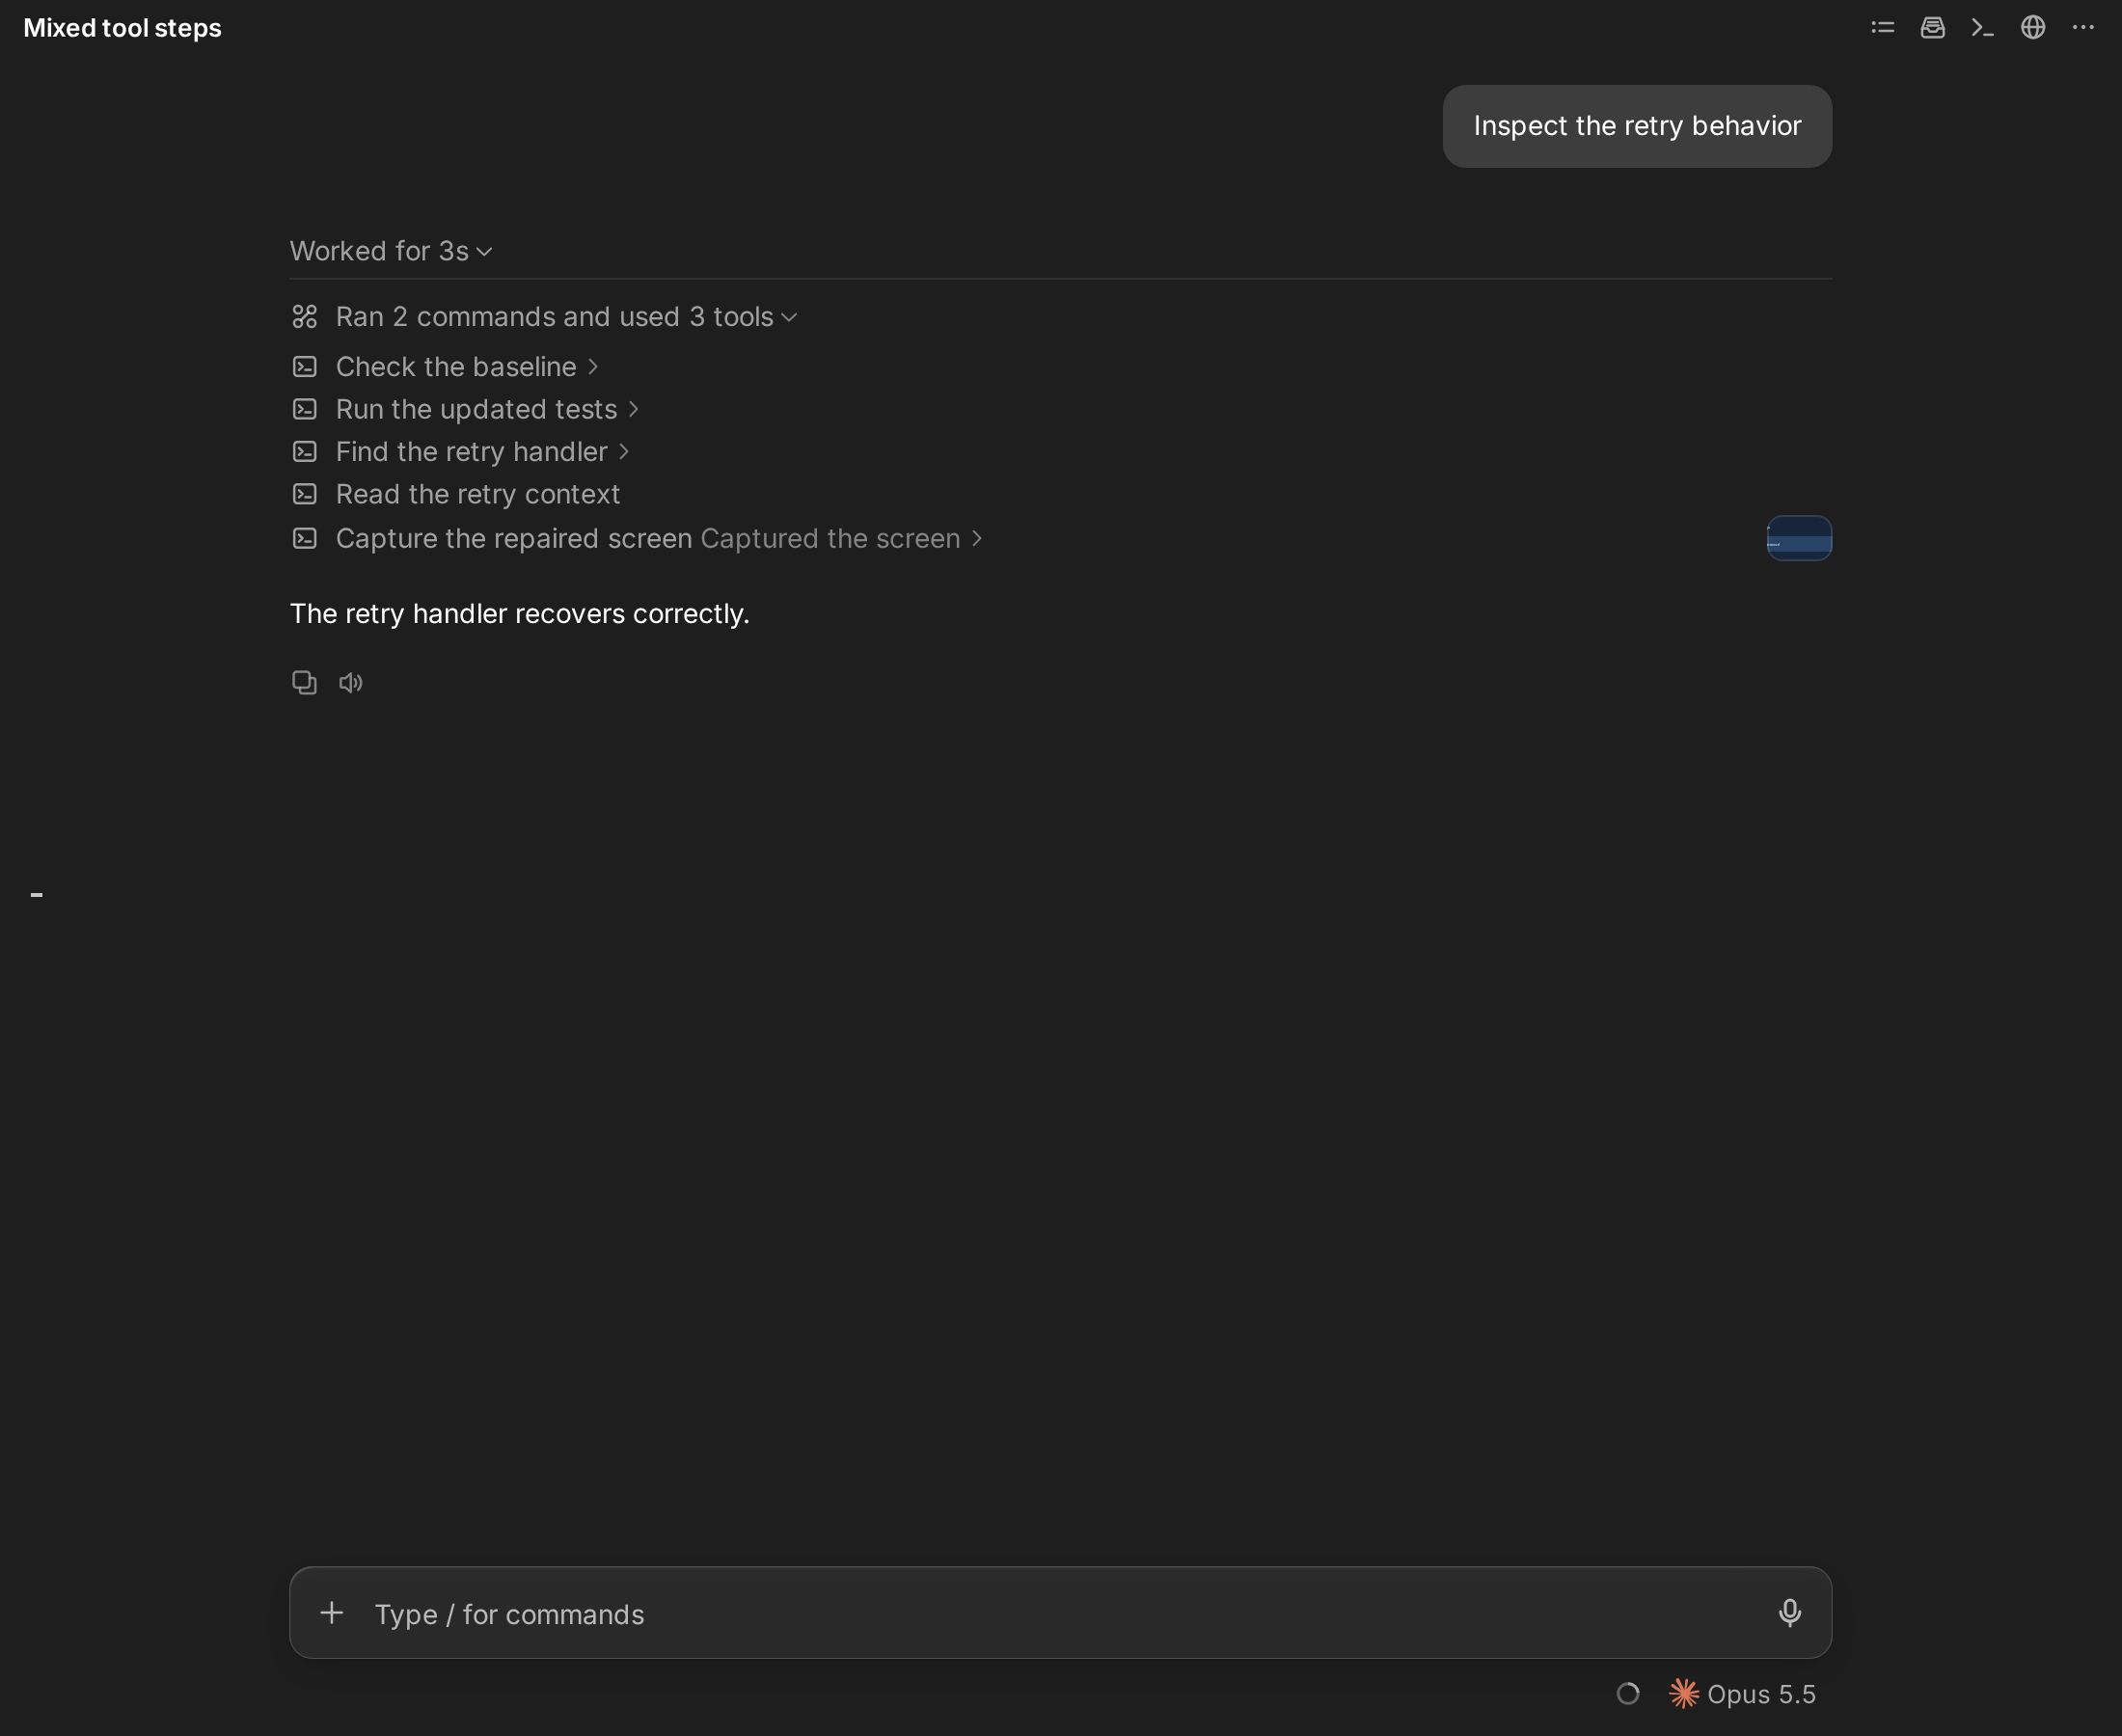 Mixed tool steps
Inspect the retry behavior
Worked for 3s
Ran 2 commands and used 3 tools
Check the baseline
Run the updated tests
Find the retry handler
Read the retry context
Capture the repaired screen Captured the screen
The retry handler recovers correctly.
Type / for commands
Opus 5.5